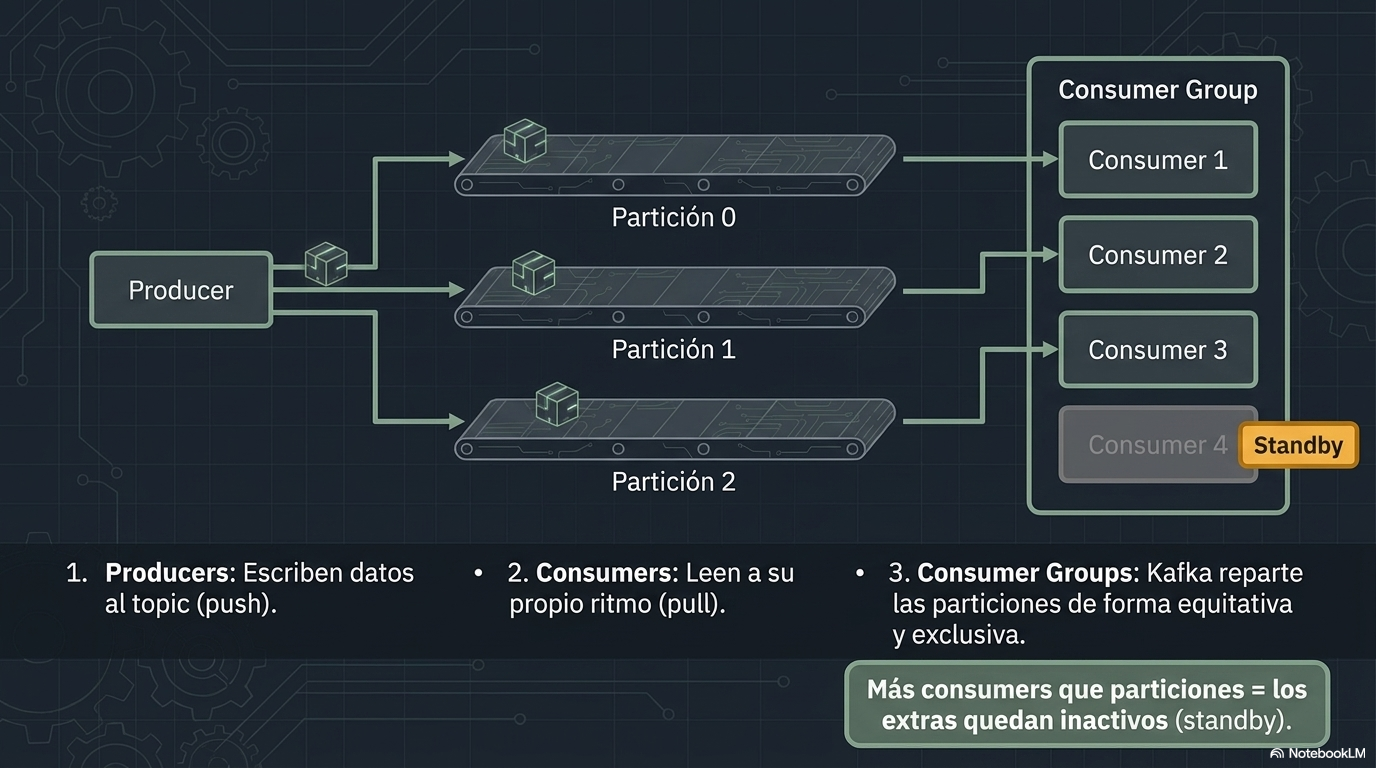 Consumer Group
Consumer 1
Partición 0
Consumer 2
Producer
Partición 1
Consumer 3
Consumer 4
Standby
Partición 2
1. Producers: Escriben datos
al topic (push).
• 2. Consumers: Leen a su
propio ritmo (pull).
• 3. Consumer Groups: Kafka reparte
las particiones de forma equitativa
y exclusiva.
Más consumers que particiones = los
extras quedan inactivos (standby).
NotebookLM